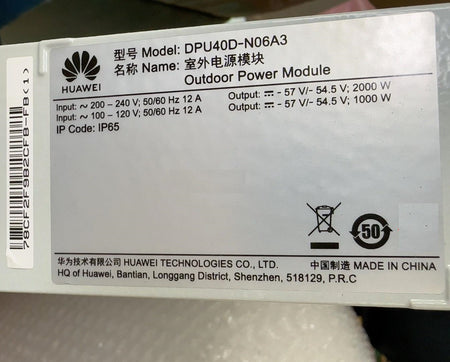 型号 Model: DPU40D-N06A3
名称 Name: 室外电源模块
Outdoor Power Module
HUAWEI
Input: ~ 200 – 240 V; 50/60 Hz 12 A Output: ⎓ - 57 V/- 54.5 V; 2000 W
Input: ~ 100 – 120 V; 50/60 Hz 12 A Output: ⎓ - 57 V/- 54.5 V; 1000 W
IP Code: IP65
78CF2F9B2CFB-FB(1)
50
华为技术有限公司 HUAWEI TECHNOLOGIES CO., LTD. 中国制造 MADE IN CHINA
HQ of Huawei, Bantian, Longgang District, Shenzhen, 518129, P.R.C